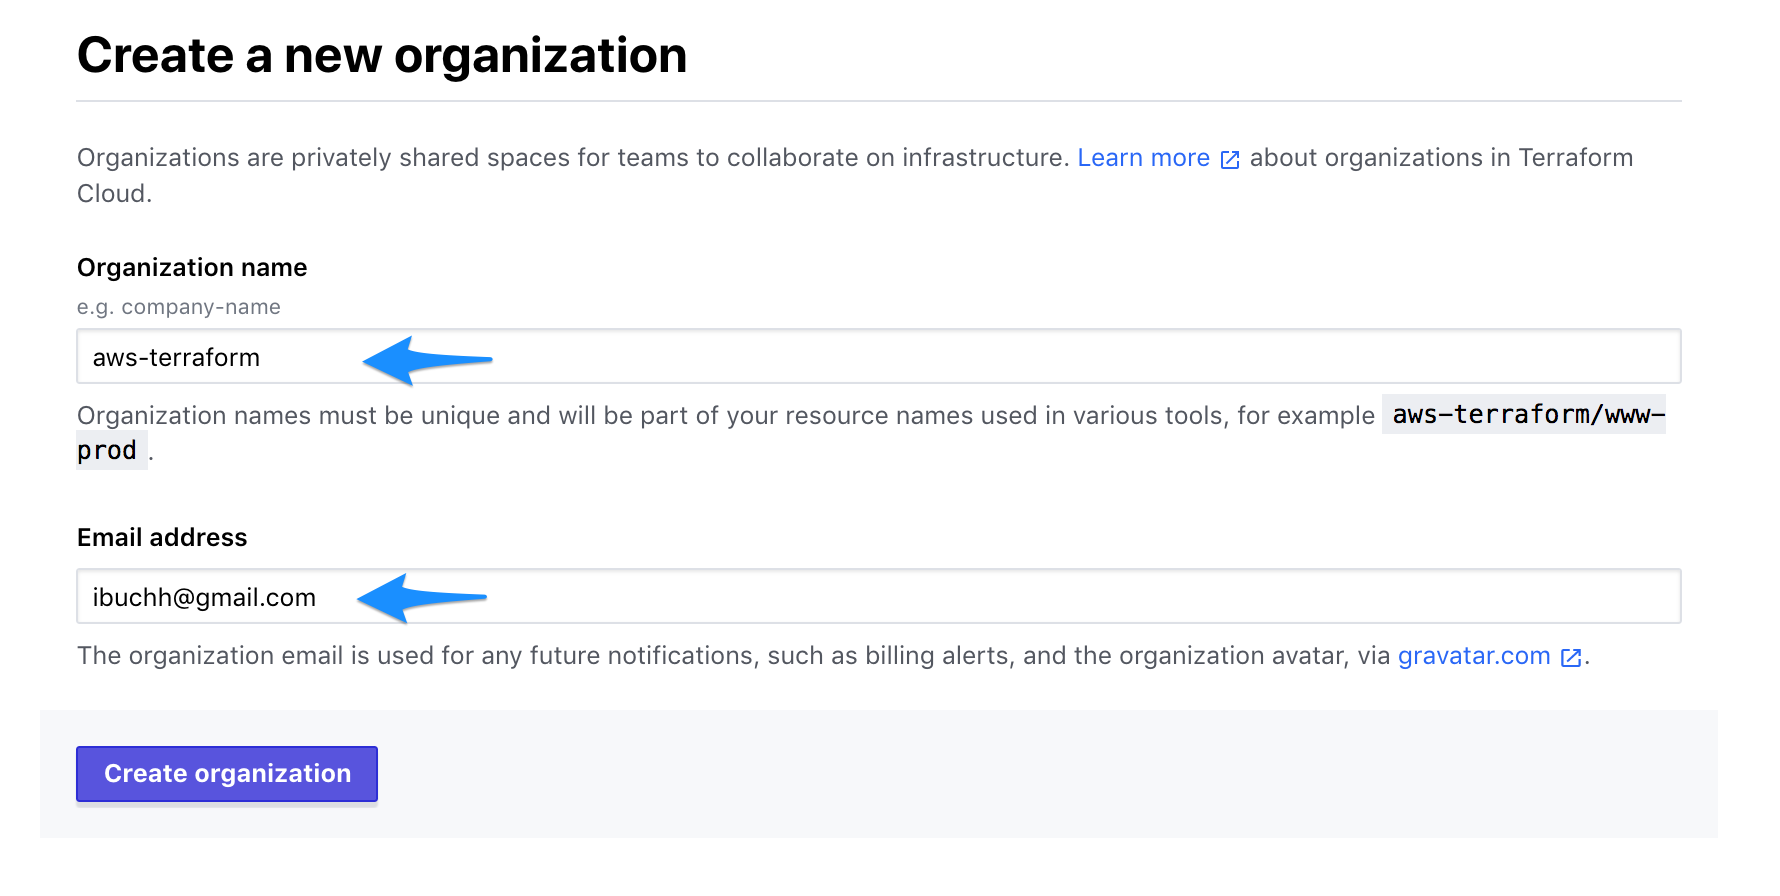 Create a new organization
Organizations are privately shared spaces for teams to collaborate on infrastructure. Learn more about organizations in Terraform
Cloud.
Organization name
e.g. company-name
aws-terraform
Organization names must be unique and will be part of your resource names used in various tools, for example aws-terraform/www-
prod .
Email address
ibuchh@gmail.com
The organization email is used for any future notifications, such as billing alerts, and the organization avatar, via gravatar.com .
Create organization